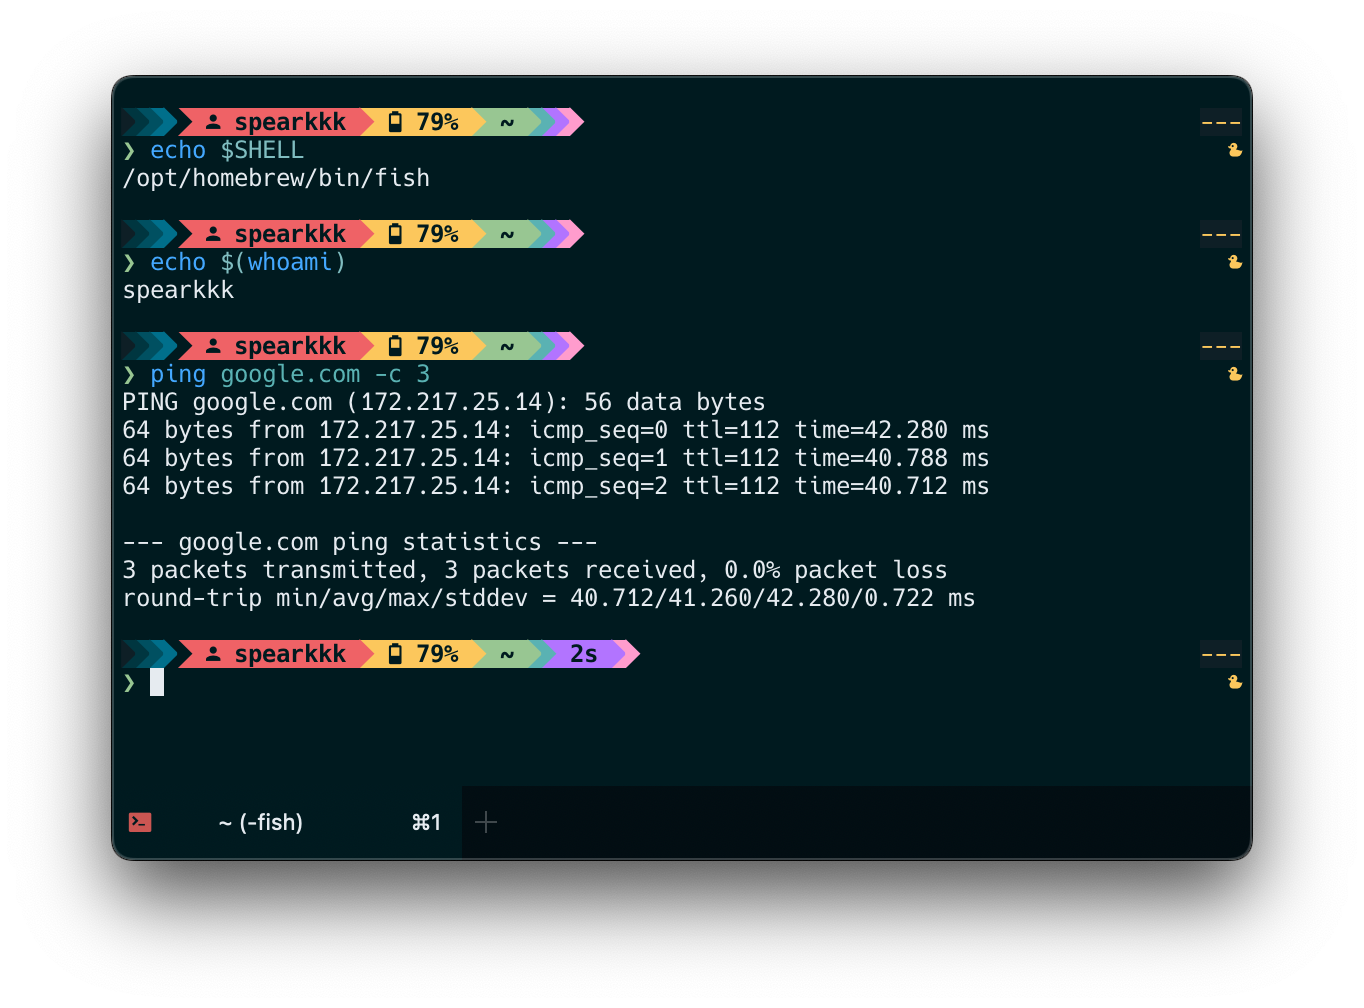 spearkkk 79% ~ ---
❯ echo $SHELL
/opt/homebrew/bin/fish
spearkkk 79% ~ ---
❯ echo $(whoami)
spearkkk
spearkkk 79% ~ ---
❯ ping google.com -c 3
PING google.com (172.217.25.14): 56 data bytes
64 bytes from 172.217.25.14: icmp_seq=0 ttl=112 time=42.280 ms
64 bytes from 172.217.25.14: icmp_seq=1 ttl=112 time=40.788 ms
64 bytes from 172.217.25.14: icmp_seq=2 ttl=112 time=40.712 ms
--- google.com ping statistics ---
3 packets transmitted, 3 packets received, 0.0% packet loss
round-trip min/avg/max/stddev = 40.712/41.260/42.280/0.722 ms
spearkkk 79% ~ 2s ---
❯
~ (-fish) ⌘1 +